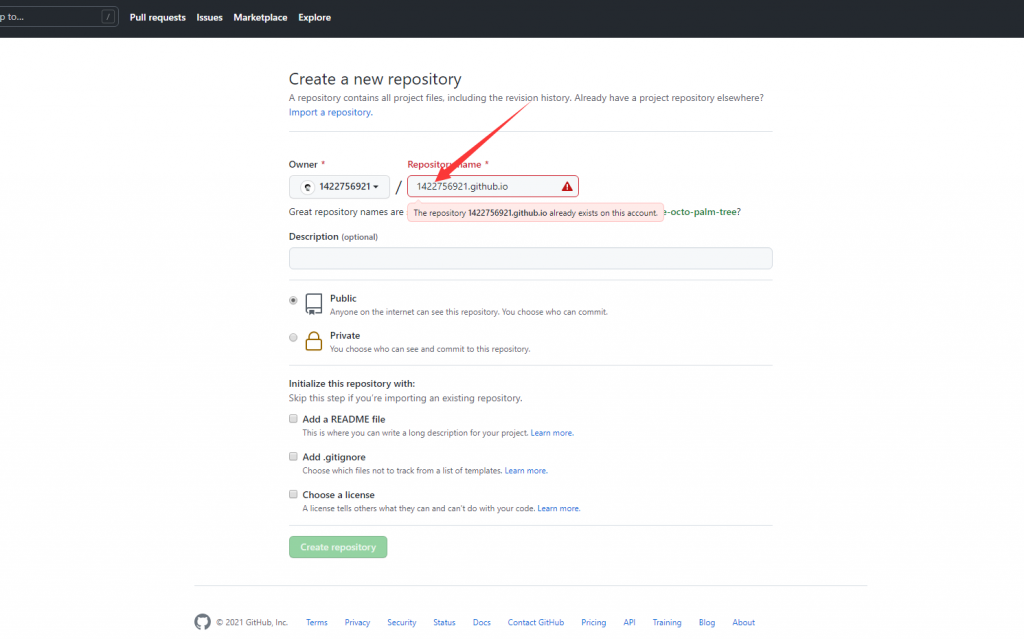 p to... /
Pull requests Issues Marketplace Explore
Create a new repository
A repository contains all project files, including the revision history. Already have a project repository elsewhere?
Import a repository.
Owner * Repository name *
1422756921 / 1422756921.github.io
Great repository names are
The repository 1422756921.github.io already exists on this account.
e-octo-palm-tree?
Description (optional)
Public
Anyone on the internet can see this repository. You choose who can commit.
Private
You choose who can see and commit to this repository.
Initialize this repository with:
Skip this step if you're importing an existing repository.
Add a README file
This is where you can write a long description for your project. Learn more.
Add .gitignore
Choose which files not to track from a list of templates. Learn more.
Choose a license
A license tells others what they can and can't do with your code. Learn more.
Create repository
© 2021 GitHub, Inc. Terms Privacy Security Status Docs Contact GitHub Pricing API Training Blog About